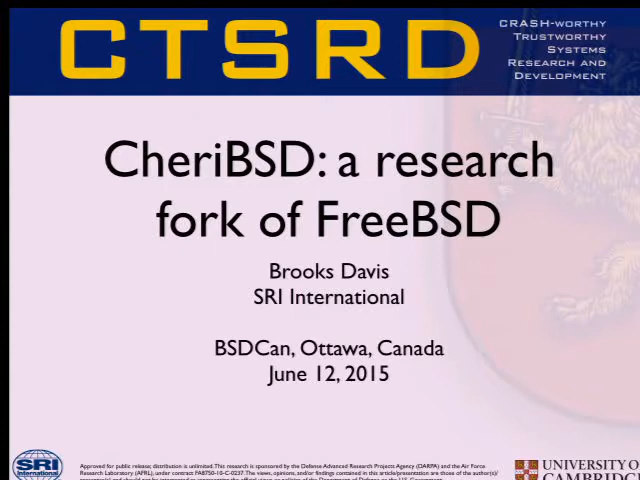 CTSRD
CRASH-WORTHY
TRUSTWORTHY
SYSTEMS
RESEARCH AND
DEVELOPMENT
CheriBSD: a research
fork of FreeBSD
Brooks Davis
SRI International
BSDCan, Ottawa, Canada
June 12, 2015
SRI
International
Approved for public release; distribution is unlimited. This research is sponsored by the Defense Advanced Research Projects Agency (DARPA) and the Air Force
Research Laboratory (AFRL), under contract FA8750-10-C-0237. The views, opinions, and/or findings contained in this article/presentation are those of the author(s)/
UNIVERSITY O
CAMBRIDGE